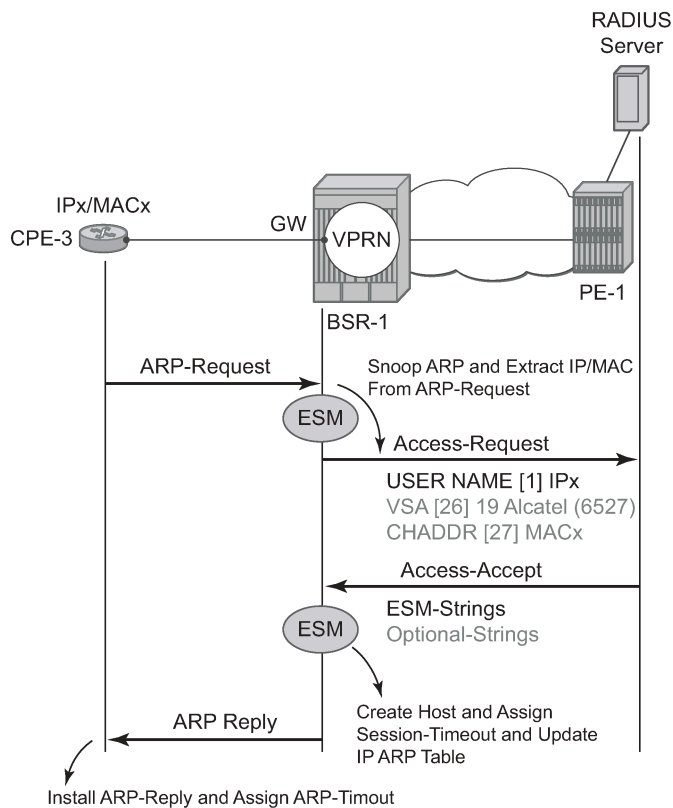 RADIUS
Server
IPx/MACx
CPE-3
GW
VPRN
PE-1
BSR-1
ARP-Request
Snoop ARP and Extract IP/MAC
From ARP-Request
ESM
Access-Request
USER NAME [1] IPx
VSA [26] 19 Alcatel (6527)
CHADDR [27] MACx
Access-Accept
ESM-Strings
Optional-Strings
ESM
Create Host and Assign
Session-Timeout and Update
IP ARP Table
ARP Reply
Install ARP-Reply and Assign ARP-Timout